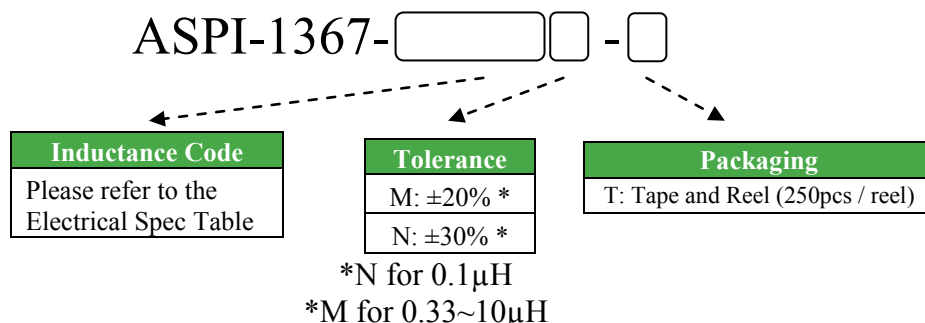 ASPI-1367- -
Inductance Code
Please refer to the
Electrical Spec Table
Tolerance
M: ±20% *
N: ±30% *
*N for 0.1µH
*M for 0.33~10µH
Packaging
T: Tape and Reel (250pcs / reel)